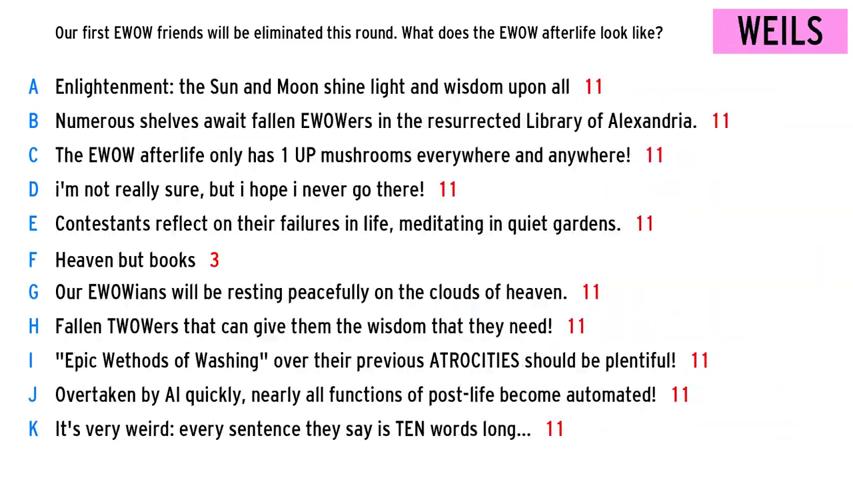 Our first EWOW friends will be eliminated this round. What does the EWOW afterlife look like?
WEILS
A Enlightenment: the Sun and Moon shine light and wisdom upon all 11
B Numerous shelves await fallen EWOWers in the resurrected Library of Alexandria. 11
C The EWOW afterlife only has 1 UP mushrooms everywhere and anywhere! 11
D i'm not really sure, but i hope i never go there! 11
E Contestants reflect on their failures in life, meditating in quiet gardens. 11
F Heaven but books 3
G Our EWOWians will be resting peacefully on the clouds of heaven. 11
H Fallen TWOWers that can give them the wisdom that they need! 11
I "Epic Wethods of Washing" over their previous ATROCITIES should be plentiful! 11
J Overtaken by AI quickly, nearly all functions of post-life become automated! 11
K It's very weird: every sentence they say is TEN words long... 11